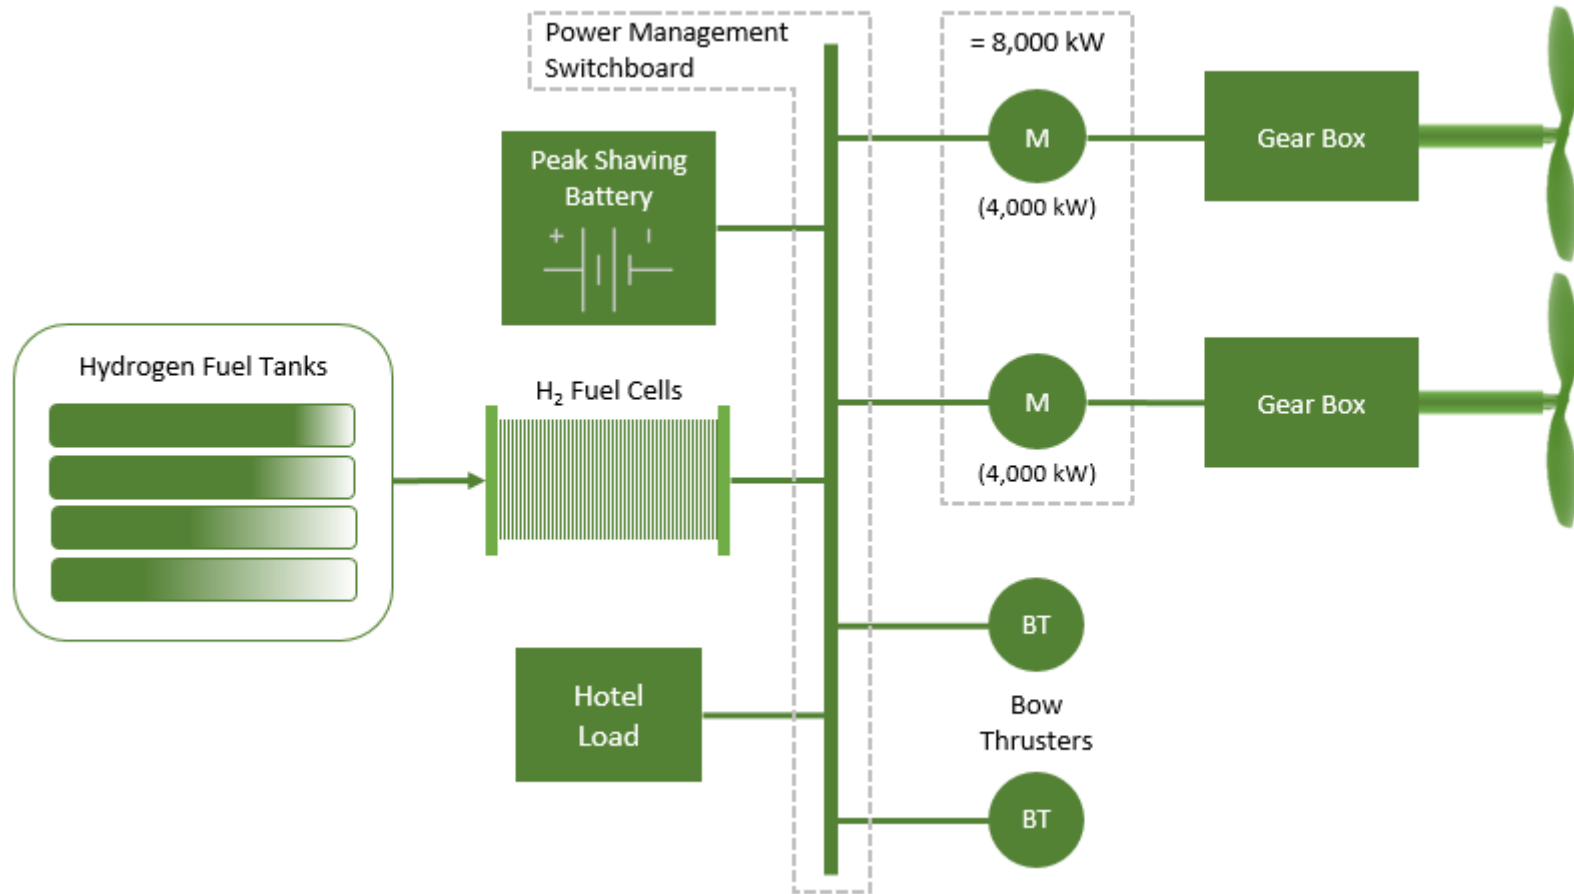 Power Management
Switchboard
= 8,000 kW
M
(4,000 kW)
Gear Box
Peak Shaving
Battery
+
Hydrogen Fuel Tanks
H₂ Fuel Cells
M
(4,000 kW)
Gear Box
BT
Hotel
Load
Bow
Thrusters
BT